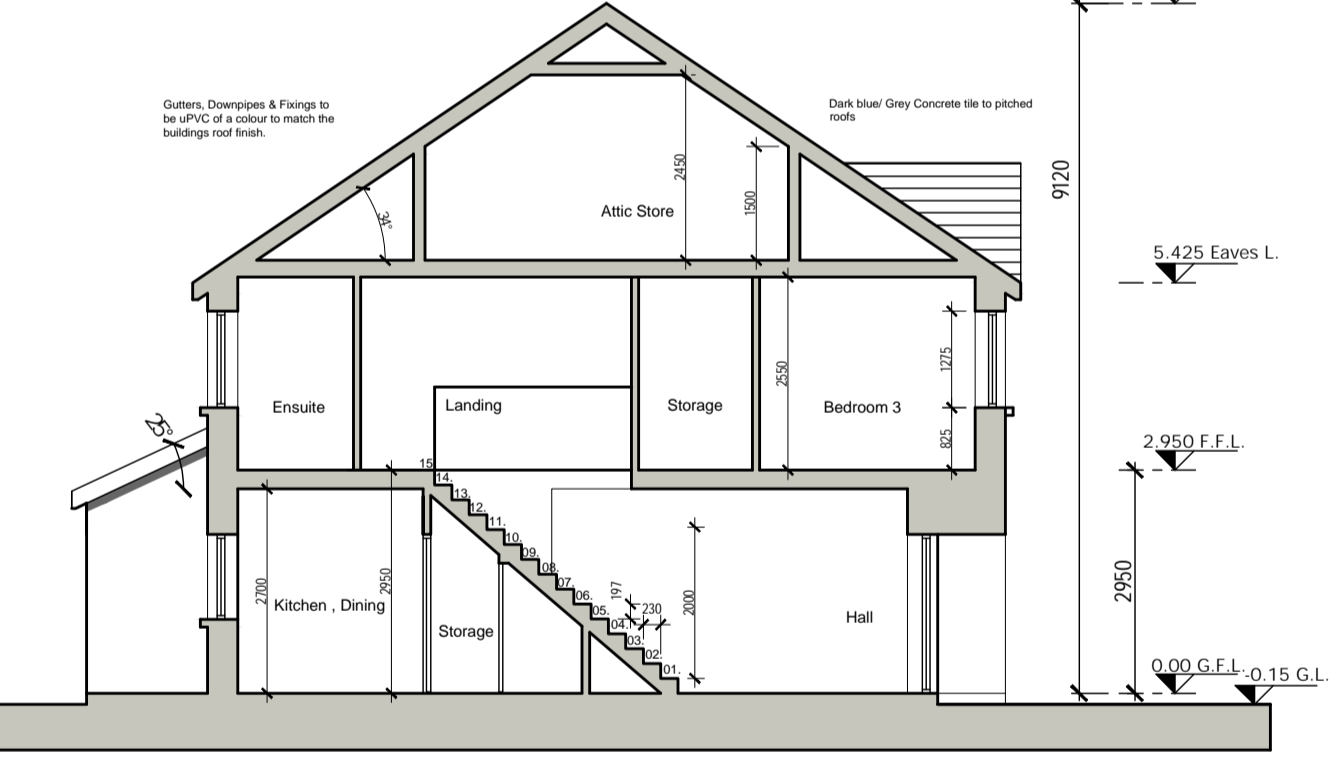 Gutters, Downpipes & Fixings to
be uPVC of a colour to match the
buildings roof finish.
Dark blue/ Grey Concrete tile to pitched
roofs
9120
2450
1500
34°
Attic Store
5.425 Eaves L.
2550
1275
825
Ensuite
Landing
Storage
Bedroom 3
25°
2.950 F.F.L.
15
14.
13.
12.
11.
10.
09.
08.
07.
06.
05.
04.
03.
02.
01.
197
230
2000
2700
2950
Kitchen , Dining
Storage
Hall
2950
0.00 G.F.L.
-0.15 G.L.